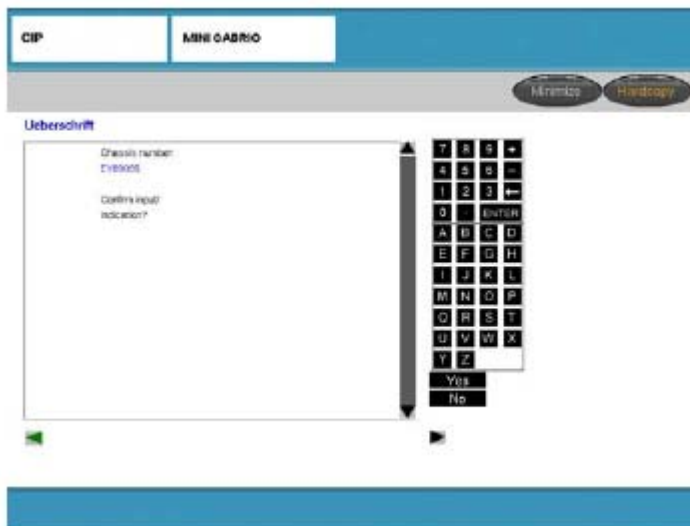 CIP
MINI CABRIO
Minimize
Hardcopy
Ueberschrift
Chassis number:
Confirm input/
indication?
7 8 9 +
4 5 6 -
1 2 3 ←
0 . ENTER
A B C D
E F G H
I J K L
M N O P
Q R S T
U V W X
Y Z
Yes
No